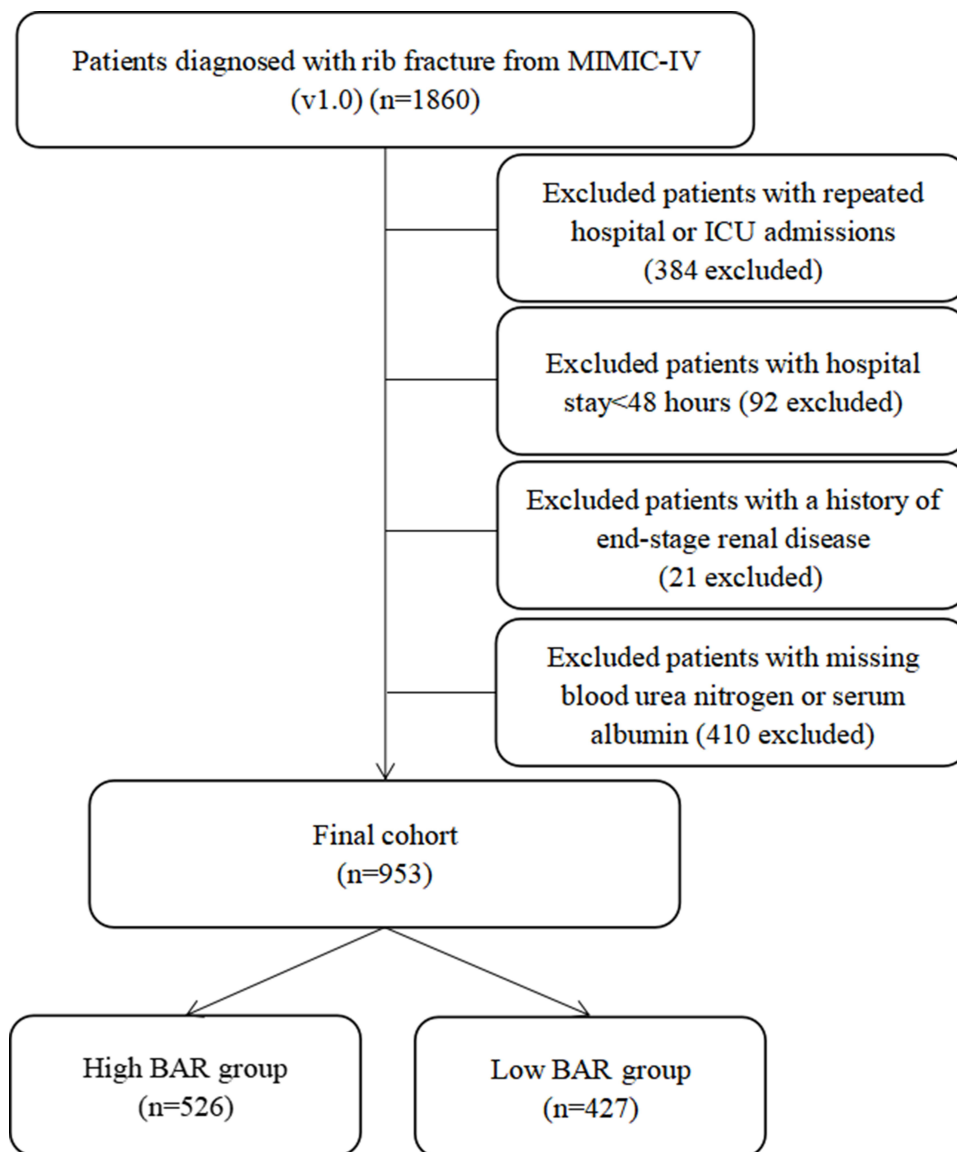 Patients diagnosed with rib fracture from MIMIC-IV
(v1.0) (n=1860)
Excluded patients with repeated
hospital or ICU admissions
(384 excluded)
Excluded patients with hospital
stay<48 hours (92 excluded)
Excluded patients with a history of
end-stage renal disease
(21 excluded)
Excluded patients with missing
blood urea nitrogen or serum
albumin (410 excluded)
Final cohort
(n=953)
High BAR group
(n=526)
Low BAR group
(n=427)